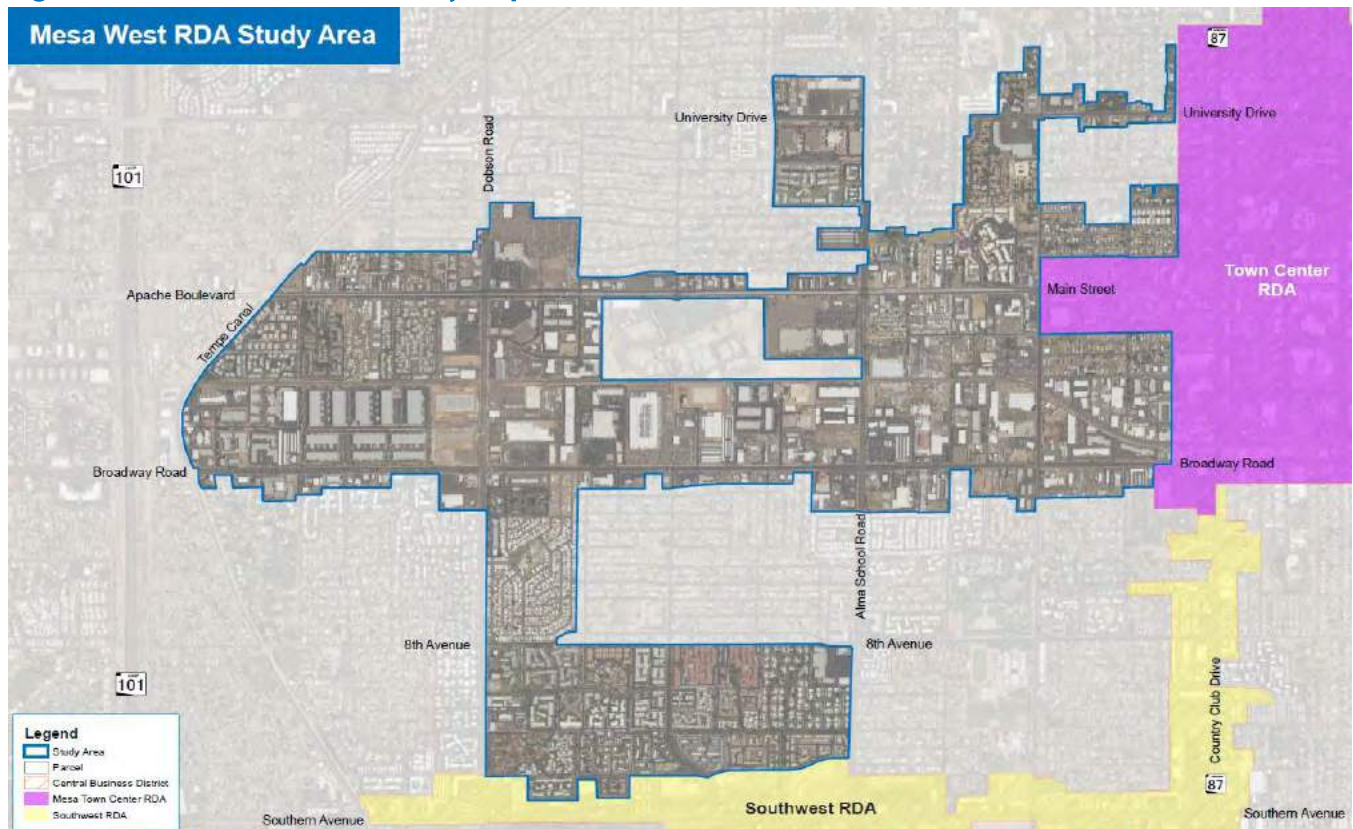 Mesa West RDA Study Area
87
University Drive
University Drive
101
Dobson Road
Apache Boulevard
Main Street
Town Center
RDA
Tempe Canal
Broadway Road
Broadway Road
Alma School Road
8th Avenue
8th Avenue
101
Country Club Drive
Legend
Study Area
Parcel
Central Business District
Mesa Town Center RDA
Southwest RDA
87
Southwest RDA
Southern Avenue
Southern Avenue